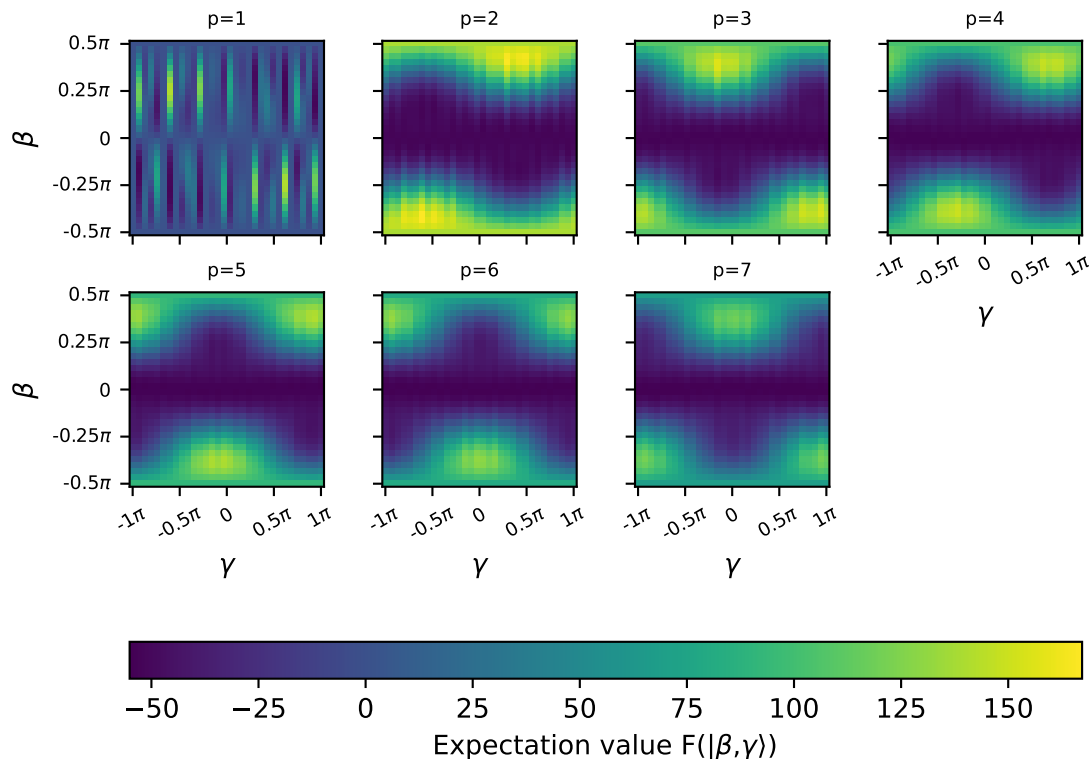 p=1 p=2 p=3 p=4
0.5π
0.25π
0
-0.25π
-0.5π
β
-1π -0.5π 0 0.5π 1π
γ
p=5 p=6 p=7
0.5π
0.25π
0
-0.25π
-0.5π
β
-1π -0.5π 0 0.5π 1π -1π -0.5π 0 0.5π 1π -1π -0.5π 0 0.5π 1π
γ γ γ
−50 −25 0 25 50 75 100 125 150
Expectation value F(|β,γ⟩)